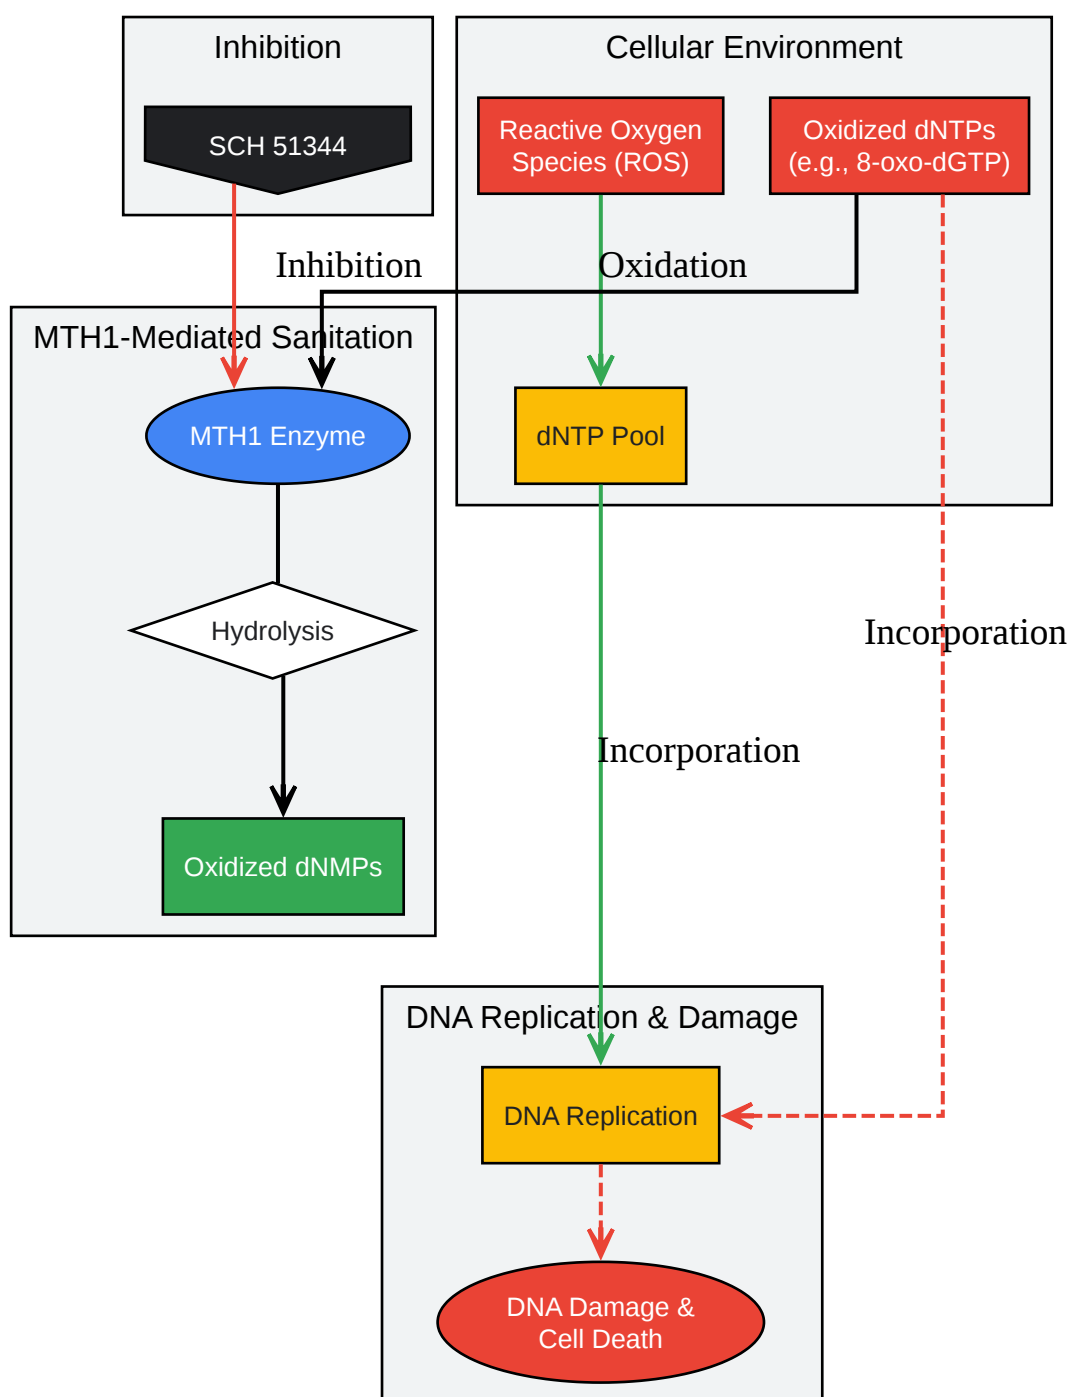 Inhibition
Cellular Environment
SCH 51344
Reactive Oxygen
Species (ROS)
Oxidized dNTPs
(e.g., 8-oxo-dGTP)
Inhibition
Oxidation
MTH1-Mediated Sanitation
MTH1 Enzyme
dNTP Pool
Hydrolysis
Incorporation
Incorporation
Oxidized dNMPs
DNA Replication & Damage
DNA Replication
DNA Damage &
Cell Death